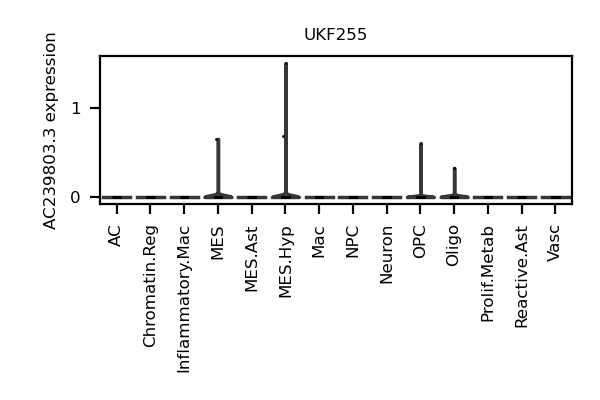 UKF255
AC239803.3 expression
1
0
AC
Chromatin.Reg
Inflammatory.Mac
MES
MES.Ast
MES.Hyp
Mac
NPC
Neuron
OPC
Oligo
Prolif.Metab
Reactive.Ast
Vasc